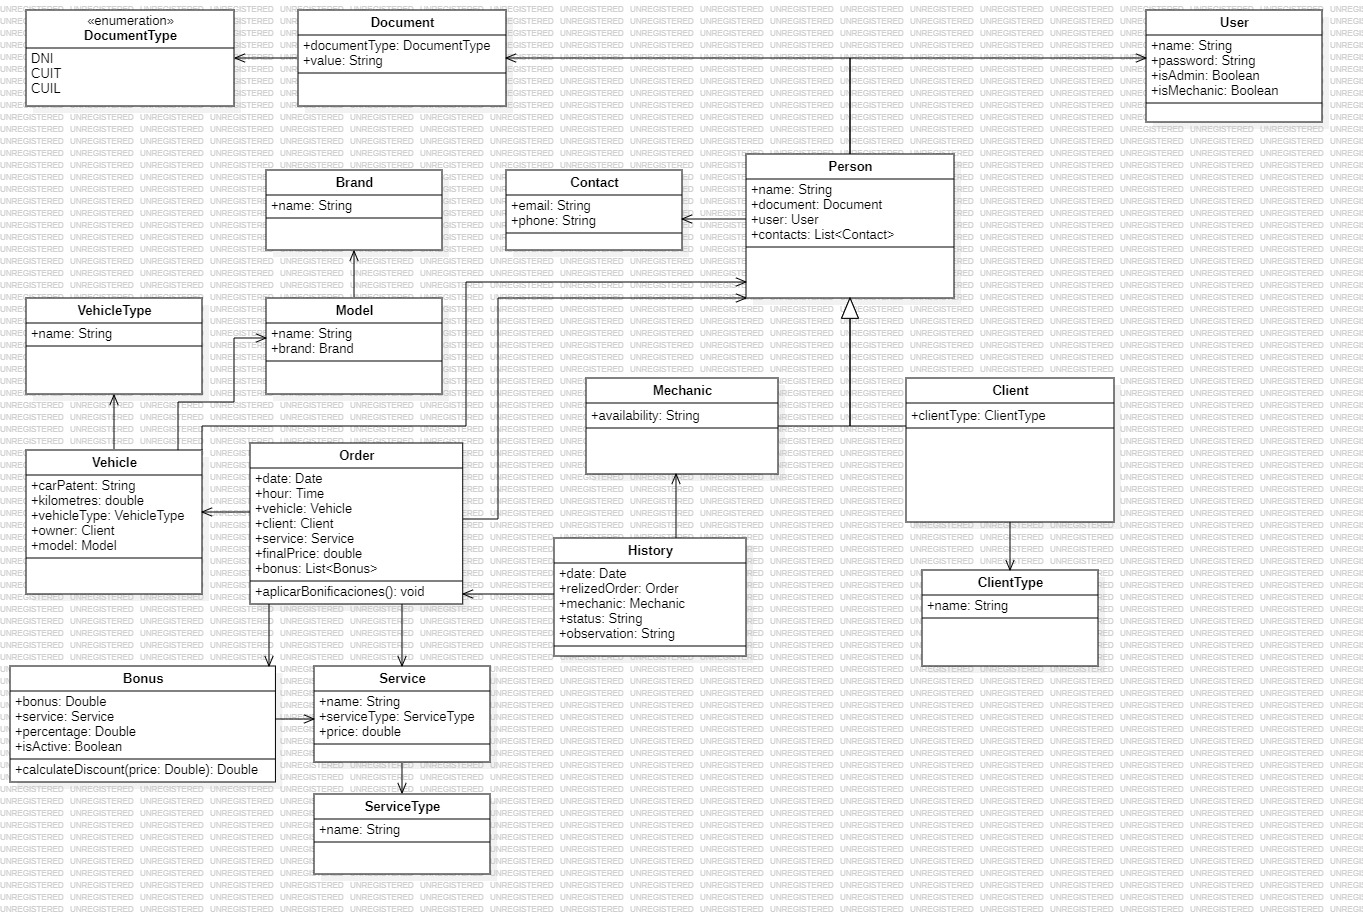 «enumeration»
DocumentType
DNI
CUIT
CUIL
Document
+documentType: DocumentType
+value: String
User
+name: String
+password: String
+isAdmin: Boolean
+isMechanic: Boolean
Brand
+name: String
Contact
+email: String
+phone: String
Person
+name: String
+document: Document
+user: User
+contacts: List<Contact>
VehicleType
+name: String
Model
+name: String
+brand: Brand
Mechanic
+availability: String
Client
+clientType: ClientType
Vehicle
+carPatent: String
+kilometres: double
+vehicleType: VehicleType
+owner: Client
+model: Model
Order
+date: Date
+hour: Time
+vehicle: Vehicle
+client: Client
+service: Service
+finalPrice: double
+bonus: List<Bonus>
+aplicarBonificaciones(): void
History
+date: Date
+relizedOrder: Order
+mechanic: Mechanic
+status: String
+observation: String
ClientType
+name: String
Bonus
+bonus: Double
+service: Service
+percentage: Double
+isActive: Boolean
+calculateDiscount(price: Double): Double
Service
+name: String
+serviceType: ServiceType
+price: double
ServiceType
+name: String
UNREGISTERED